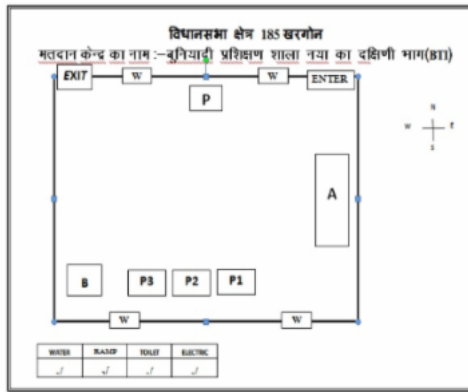 विधानसभा क्षेत्र 185 खरगोन
मतदान केन्द्र का नाम :–बुनियादी प्रशिक्षण शाला नया का दक्षिणी भाग(BTI)
EXIT W W ENTER
P
N
W E
S
A
B P3 P2 P1
W W
WATER RAMP TOILET ELECTRIC
√ √ √ √